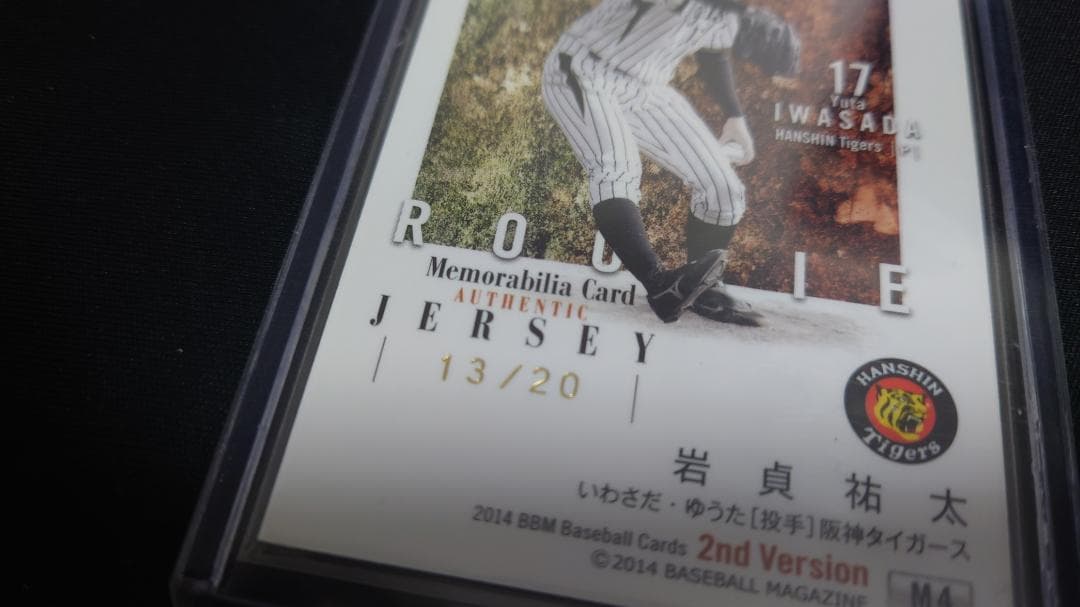 17
Yuta
IWASADA
HANSHIN Tigers | P |
ROOKIE
Memorabilia Card
AUTHENTIC
JERSEY
13/20
HANSHIN
Tigers
岩貞祐太
いわさだ・ゆうた[投手]阪神タイガース
2014 BBM Baseball Cards 2nd Version
©2014 BASEBALL MAGAZINE
M4